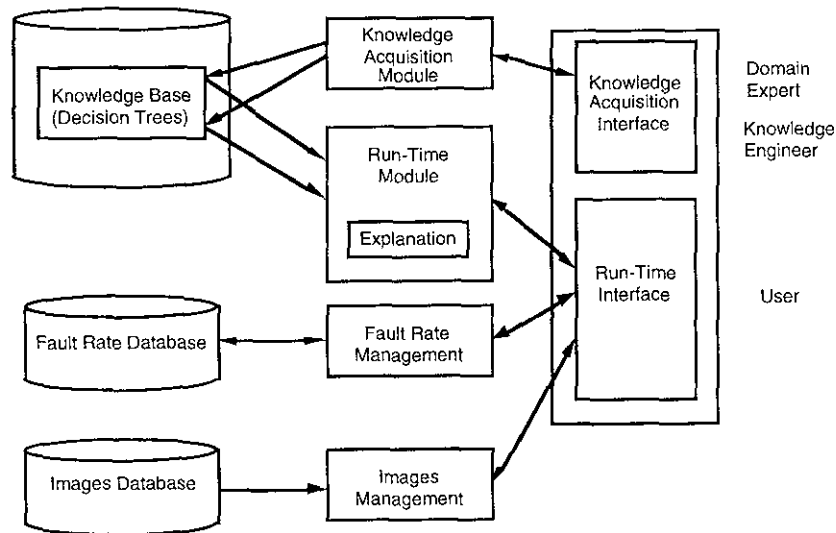 Knowledge
Acquisition
Module
Knowledge Base
(Decision Trees)
Knowledge
Acquisition
Interface
Domain
Expert
Knowledge
Engineer
Run-Time
Module
Explanation
Run-Time
Interface
User
Fault Rate Database
Fault Rate
Management
Images Database
Images
Management